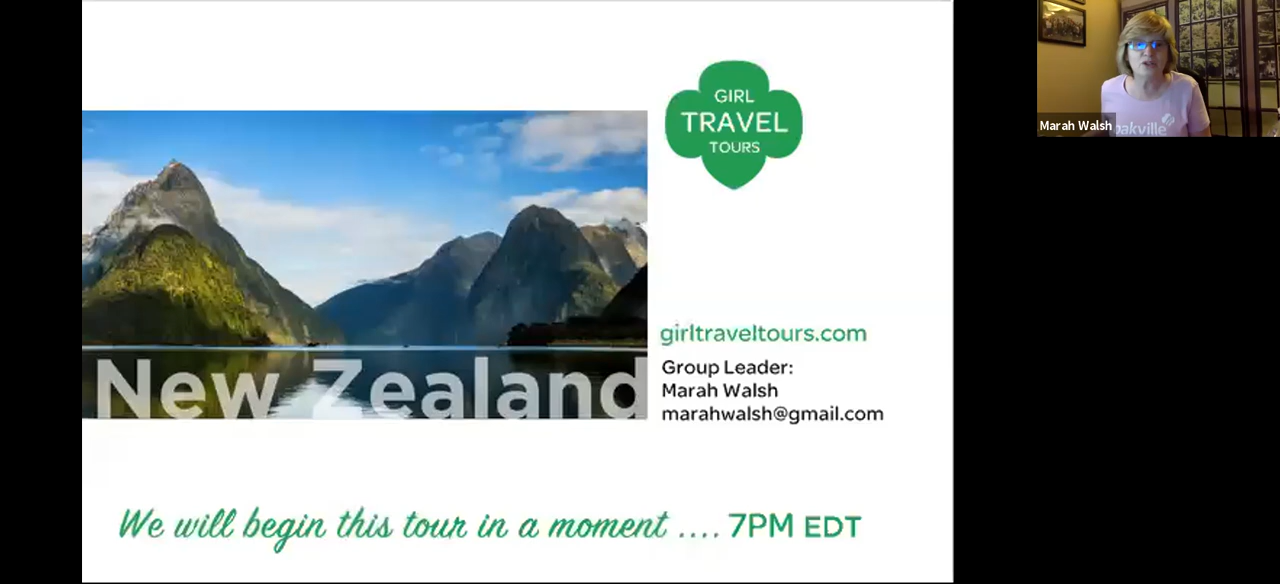 GIRL
TRAVEL
TOURS
New Zealand
girltraveltours.com
Group Leader:
Marah Walsh
marahwalsh@gmail.com
We will begin this tour in a moment .... 7PM EDT
Marah Walsh